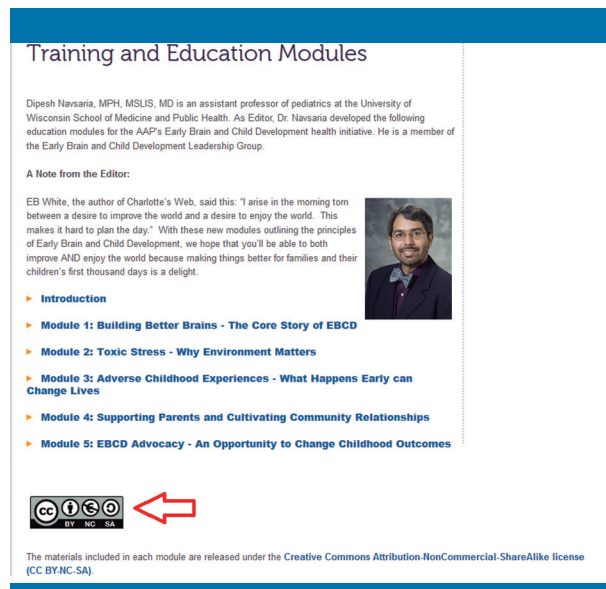 Training and Education Modules
Dipesh Navsaria, MPH, MSLIS, MD is an assistant professor of pediatrics at the University of
Wisconsin School of Medicine and Public Health. As Editor, Dr. Navsaria developed the following
education modules for the AAP's Early Brain and Child Development health initiative. He is a member of
the Early Brain and Child Development Leadership Group.
A Note from the Editor:
EB White, the author of Charlotte's Web, said this: "I arise in the morning torn
between a desire to improve the world and a desire to enjoy the world. This
makes it hard to plan the day." With these new modules outlining the principles
of Early Brain and Child Development, we hope that you'll be able to both
improve AND enjoy the world because making things better for families and their
children's first thousand days is a delight.
Introduction
Module 1: Building Better Brains - The Core Story of EBCD
Module 2: Toxic Stress - Why Environment Matters
Module 3: Adverse Childhood Experiences - What Happens Early can
Change Lives
Module 4: Supporting Parents and Cultivating Community Relationships
Module 5: EBCD Advocacy - An Opportunity to Change Childhood Outcomes
cc
BY NC SA
The materials included in each module are released under the Creative Commons Attribution-NonCommercial-ShareAlike license
(CC BY-NC-SA).